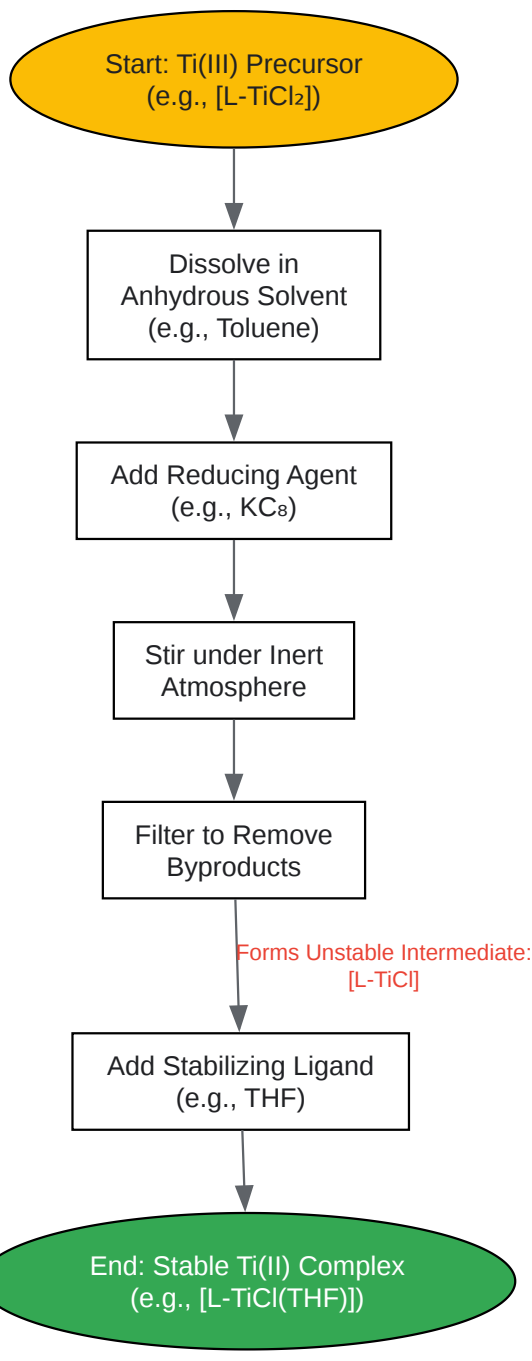 Start: Ti(III) Precursor
(e.g., [L-TiCl₂])
Dissolve in
Anhydrous Solvent
(e.g., Toluene)
Add Reducing Agent
(e.g., KC₈)
Stir under Inert
Atmosphere
Filter to Remove
Byproducts
Forms Unstable Intermediate:
[L-TiCl]
Add Stabilizing Ligand
(e.g., THF)
End: Stable Ti(II) Complex
(e.g., [L-TiCl(THF)])